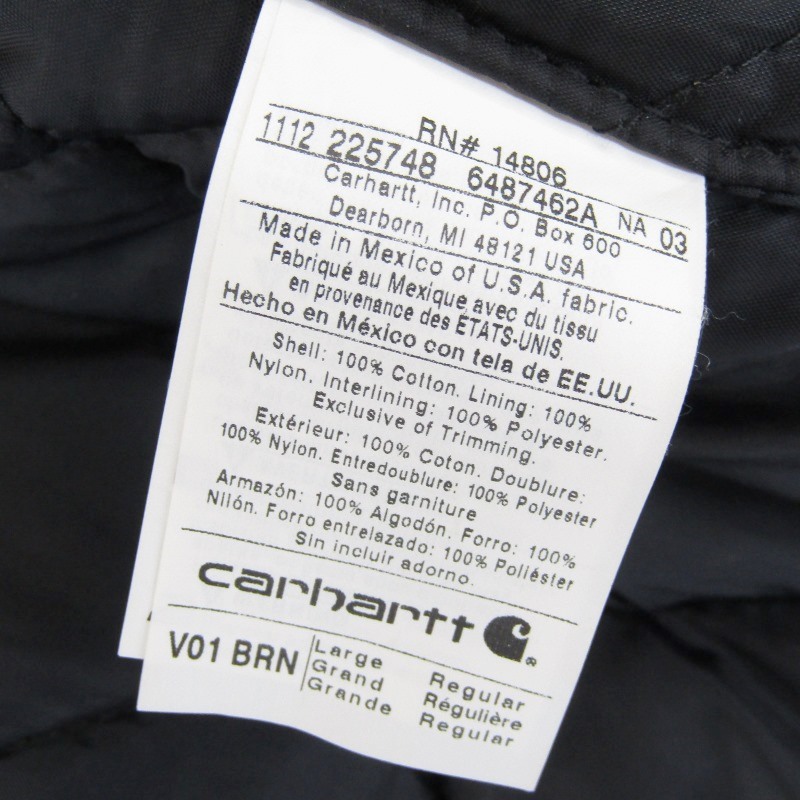 RN# 14806
1112 225748 6487462A NA 03
Carhartt, Inc. P.O. Box 600
Dearborn, MI 48121 USA
Made in Mexico of U.S.A. fabric.
Fabriqué au Mexique avec du tissu
en provenance des ÉTATS-UNIS.
Hecho en México con tela de EE.UU.
Shell: 100% Cotton. Lining: 100%
Nylon. Interlining: 100% Polyester.
Exclusive of Trimming.
Extérieur: 100% Coton. Doublure:
100% Nylon. Entredoublure: 100% Polyester
Sans garniture
Armazón: 100% Algodón. Forro: 100%
Nilón. Forro entrelazado: 100% Poliéster
Sin incluir adorno.
carhartt ®
V01 BRN
Large Regular
Grand Régulière
Grande Regular